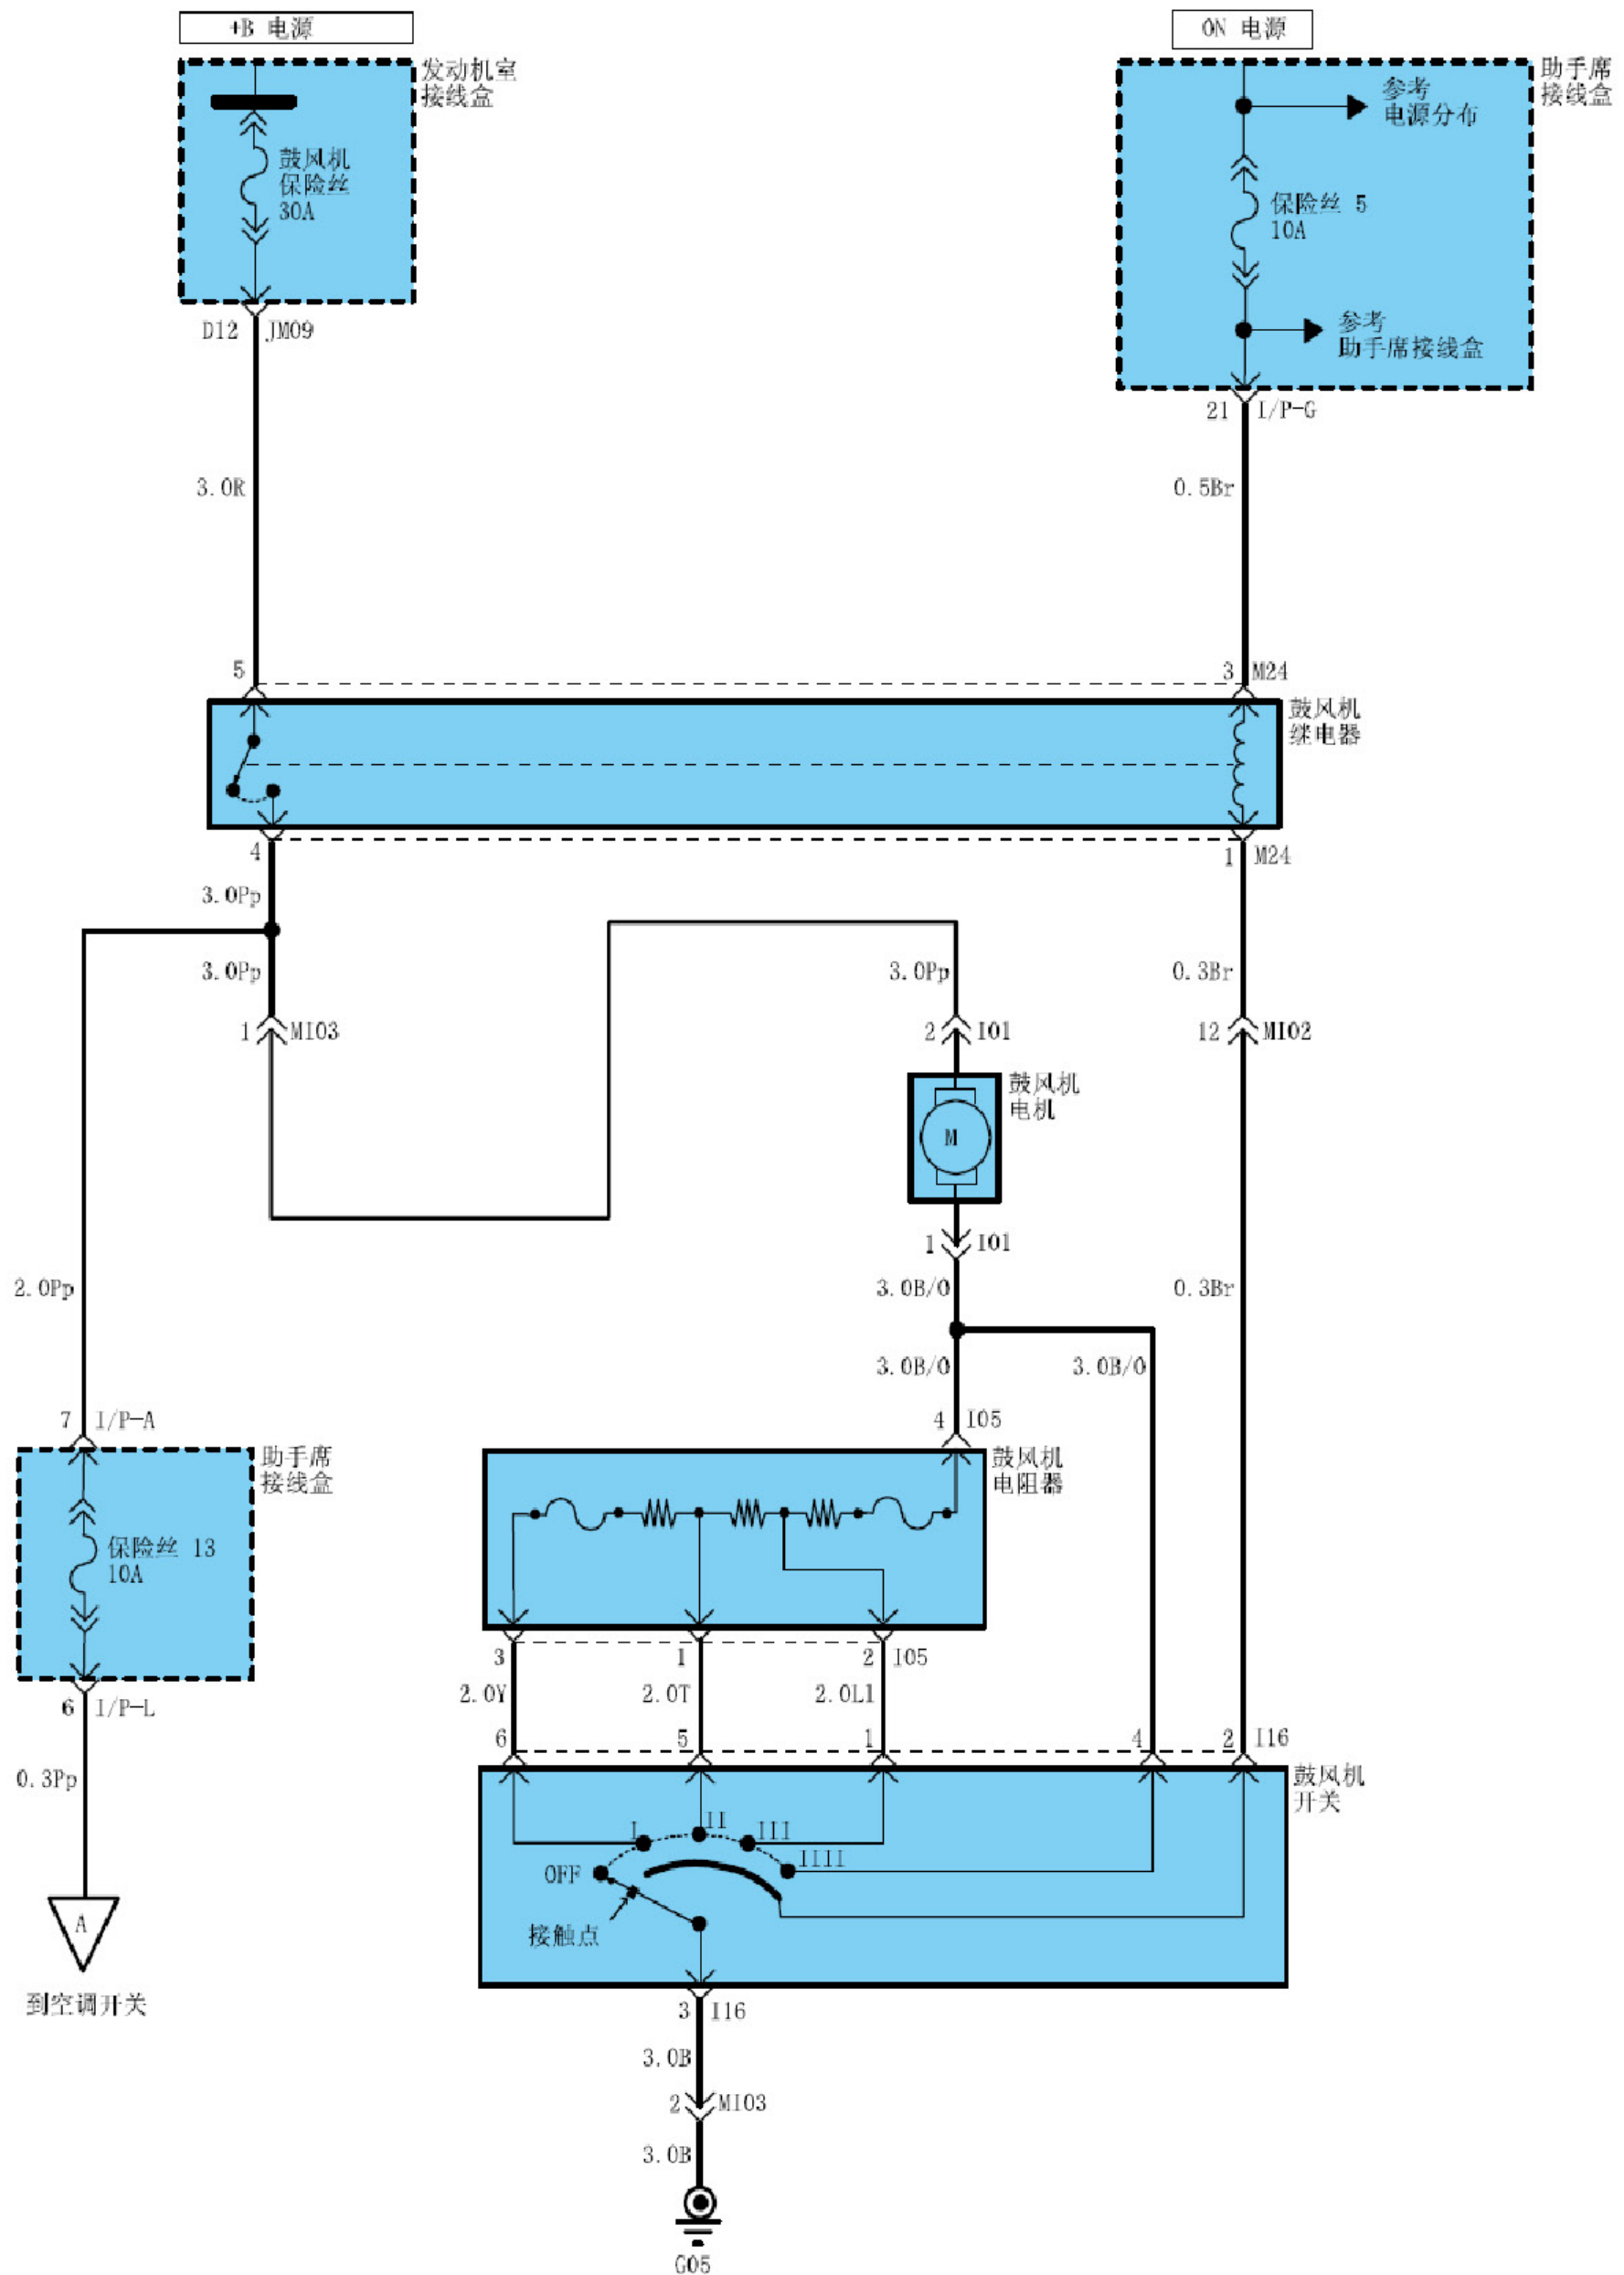 +B 电源
ON 电源
发动机室
接线盒
助手席
接线盒
参考
电源分布
鼓风机
保险丝
30A
保险丝 5
10A
参考
助手席接线盒
D12 JM09
21 I/P-G
3.0R
0.5Br
5
3 M24
鼓风机
继电器
4
1 M24
3.0Pp
3.0Pp
3.0Pp
0.3Br
1 MI03
2 I01
12 MI02
鼓风机
电机
M
1 I01
2.0Pp
3.0B/O
0.3Br
3.0B/O
3.0B/O
7 I/P-A
4 I05
助手席
接线盒
鼓风机
电阻器
保险丝 13
10A
3
1
2 I05
6 I/P-L
2.0Y
2.0T
2.0Ll
6
5
1
4
2 I16
0.3Pp
鼓风机
开关
I
II
III
IIII
OFF
接触点
A
到空调开关
3 I16
3.0B
2 MI03
3.0B
G05